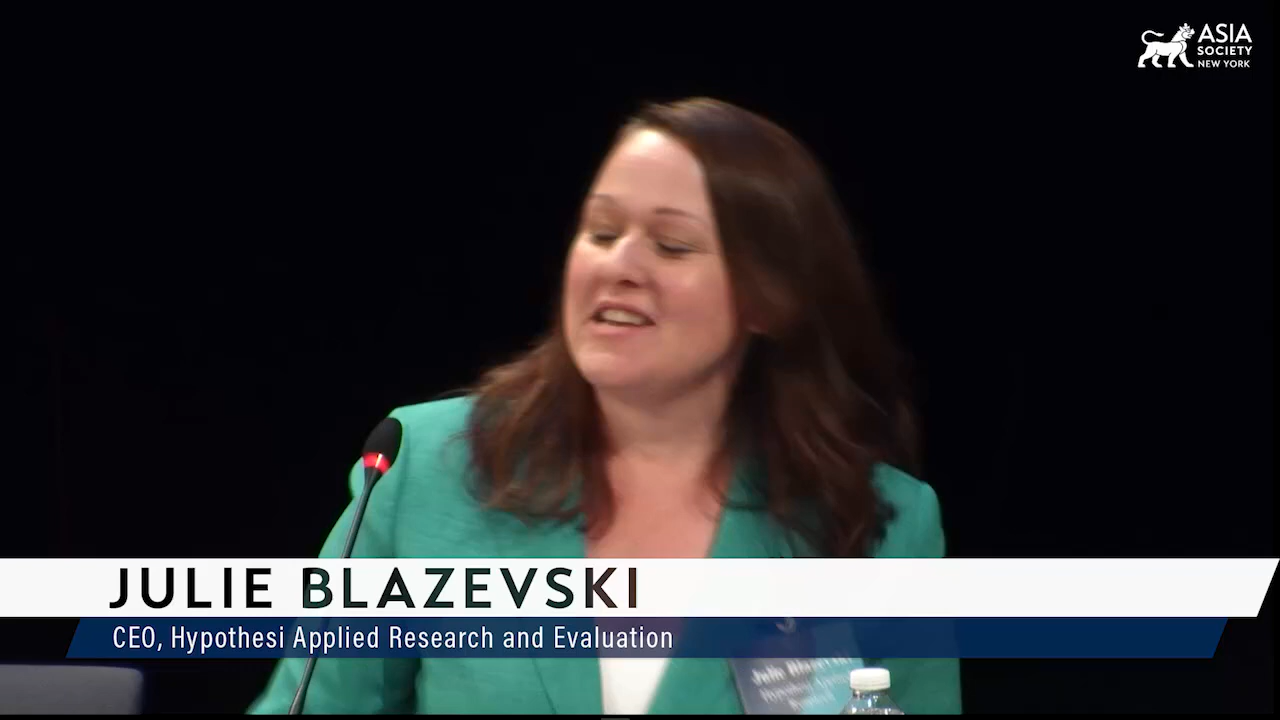 ASIA
SOCIETY
NEW YORK
JULIE BLAZEVSKI
CEO, Hypothesi Applied Research and Evaluation